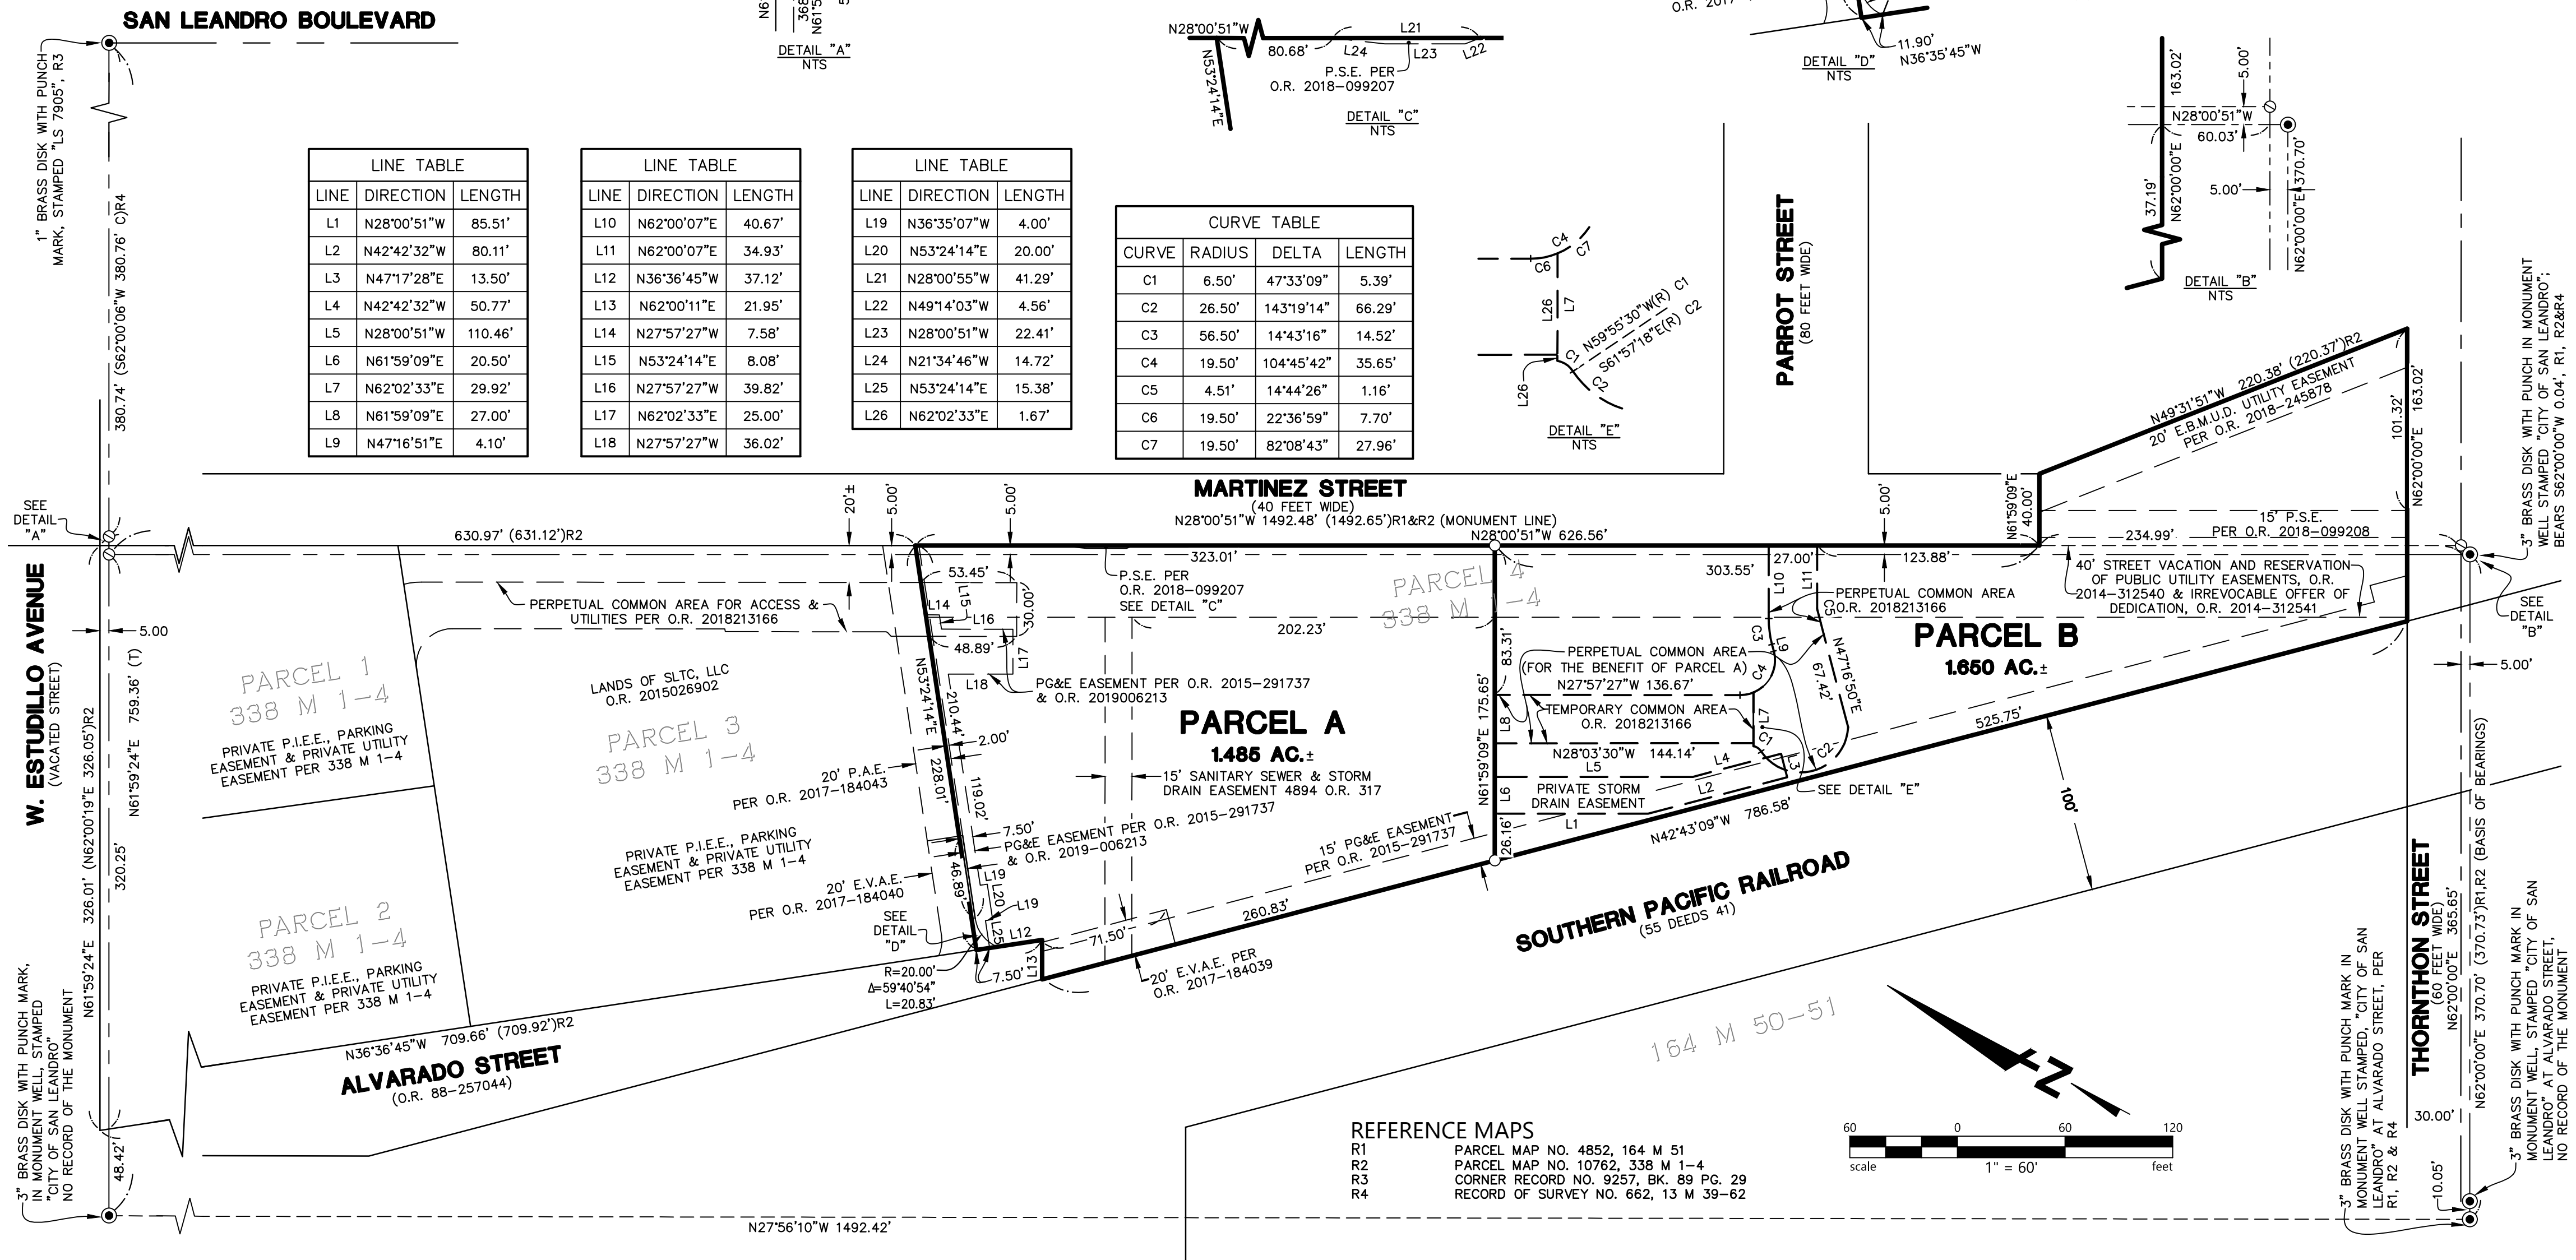 SAN LEANDRO BOULEVARD
1" BRASS DISK WITH PUNCH
MARK, STAMPED "LS 7905", R3
380.74' (S62°00'06"W 380.76' C)R4
DETAIL "A"
NTS
N28°00'51"W
80.68'
L21
L24
L23
L22
N53°24'14"E
P.S.E. PER
O.R. 2018-099207
DETAIL "C"
NTS
11.90'
N36°35'45"W
DETAIL "D"
NTS
163.02'
5.00'
N28°00'51"W
60.03'
37.19'
N62°00'00"E
5.00'
N62°00'00"E 370.70'
DETAIL "B"
NTS
LINE TABLE
LINE DIRECTION LENGTH
L1 N28°00'51"W 85.51'
L2 N42°42'32"W 80.11'
L3 N47°17'28"E 13.50'
L4 N42°42'32"W 50.77'
L5 N28°00'51"W 110.46'
L6 N61°59'09"E 20.50'
L7 N62°02'33"E 29.92'
L8 N61°59'09"E 27.00'
L9 N47°16'51"E 4.10'
LINE TABLE
LINE DIRECTION LENGTH
L10 N62°00'07"E 40.67'
L11 N62°00'07"E 34.93'
L12 N36°36'45"W 37.12'
L13 N62°00'11"E 21.95'
L14 N27°57'27"W 7.58'
L15 N53°24'14"E 8.08'
L16 N27°57'27"W 39.82'
L17 N62°02'33"E 25.00'
L18 N27°57'27"W 36.02'
LINE TABLE
LINE DIRECTION LENGTH
L19 N36°35'07"W 4.00'
L20 N53°24'14"E 20.00'
L21 N28°00'55"W 41.29'
L22 N49°14'03"W 4.56'
L23 N28°00'51"W 22.41'
L24 N21°34'46"W 14.72'
L25 N53°24'14"E 15.38'
L26 N62°02'33"E 1.67'
CURVE TABLE
CURVE RADIUS DELTA LENGTH
C1 6.50' 47°33'09" 5.39'
C2 26.50' 143°19'14" 66.29'
C3 56.50' 14°43'16" 14.52'
C4 19.50' 104°45'42" 35.65'
C5 4.51' 14°44'26" 1.16'
C6 19.50' 22°36'59" 7.70'
C7 19.50' 82°08'43" 27.96'
C4
C7
C6
L26
L7
N59°55'30"W(R) C1
S61°57'18"E(R) C2
C1
C2
L26
DETAIL "E"
NTS
PARROT STREET
(80 FEET WIDE)
3" BRASS DISK WITH PUNCH IN MONUMENT
WELL STAMPED "CITY OF SAN LEANDRO";
BEARS S62°00'00"W 0.04', R1, R2&R4
N49°31'51"W 220.38' (220.37')R2
20' E.B.M.U.D. UTILITY EASEMENT
PER O.R. 2018-245878
101.32'
163.02'
N62°00'00"E
N61°59'09"E
40.00'
15' P.S.E.
PER O.R. 2018-099208
234.99'
SEE
DETAIL
"A"
630.97' (631.12')R2
20'±
5.00'
5.00'
MARTINEZ STREET
(40 FEET WIDE)
N28°00'51"W 1492.48' (1492.65')R1&R2 (MONUMENT LINE)
N28°00'51"W 626.56'
323.01'
5.00'
123.88'
27.00'
303.55'
40' STREET VACATION AND RESERVATION
OF PUBLIC UTILITY EASEMENTS, O.R.
2014-312540 & IRREVOCABLE OFFER OF
DEDICATION, O.R. 2014-312541
SEE
DETAIL
"B"
5.00'
W. ESTUDILLO AVENUE
(VACATED STREET)
5.00
N61°59'24"E 326.01' (N62°00'19"E 326.05')R2
N61°59'24"E 759.36' (T)
320.25'
48.42'
PERPETUAL COMMON AREA FOR ACCESS &
UTILITIES PER O.R. 2018213166
PARCEL 1
338 M 1-4
PRIVATE P.I.E.E., PARKING
EASEMENT & PRIVATE UTILITY
EASEMENT PER 338 M 1-4
PARCEL 2
338 M 1-4
PRIVATE P.I.E.E., PARKING
EASEMENT & PRIVATE UTILITY
EASEMENT PER 338 M 1-4
LANDS OF SLTC, LLC
O.R. 2015026902
PARCEL 3
338 M 1-4
PRIVATE P.I.E.E., PARKING
EASEMENT & PRIVATE UTILITY
EASEMENT PER 338 M 1-4
20' P.A.E.
PER O.R. 2017-184043
20' E.V.A.E.
PER O.R. 2017-184040
SEE
DETAIL
"D"
R=20.00'
Δ=59°40'54"
L=20.83'
53.45'
L14
L15
L16
30.00'
48.89'
L17
L18
N53°24'14"E
210.44'
228.01'
2.00'
119.02'
7.50'
46.89'
L19
L20
L19
L25
L12
7.50'
L13
P.S.E. PER
O.R. 2018-099207
SEE DETAIL "C"
202.23'
PG&E EASEMENT PER O.R. 2015-291737
& O.R. 2019006213
PARCEL A
1.485 AC.±
15' SANITARY SEWER & STORM
DRAIN EASEMENT 4894 O.R. 317
PG&E EASEMENT PER O.R. 2015-291737
& O.R. 2019-006213
15' PG&E EASEMENT
PER O.R. 2015-291737
71.50'
260.83'
20' E.V.A.E. PER
O.R. 2017-184039
PARCEL 4
338 M 1-4
83.31'
N61°59'09"E 175.65'
26.16'
PERPETUAL COMMON AREA
(FOR THE BENEFIT OF PARCEL A)
N27°57'27"W 136.67'
TEMPORARY COMMON AREA
O.R. 2018213166
L8
N28°03'30"W 144.14'
L5
L4
L6
PRIVATE STORM
DRAIN EASEMENT
L2
L3
L1
L7
C1
C2
L10
L11
C5
C3
L9
C4
PERPETUAL COMMON AREA
O.R. 2018213166
N47°16'50"E
67.42'
SEE DETAIL "E"
PARCEL B
1.650 AC.±
525.75'
N42°43'09"W 786.58'
100'
SOUTHERN PACIFIC RAILROAD
(55 DEEDS 41)
164 M 50-51
N36°36'45"W 709.66' (709.92')R2
ALVARADO STREET
(O.R. 88-257044)
3" BRASS DISK WITH PUNCH MARK,
IN MONUMENT WELL, STAMPED
"CITY OF SAN LEANDRO"
NO RECORD OF THE MONUMENT
N27°56'10"W 1492.42'
REFERENCE MAPS
R1 PARCEL MAP NO. 4852, 164 M 51
R2 PARCEL MAP NO. 10762, 338 M 1-4
R3 CORNER RECORD NO. 9257, BK. 89 PG. 29
R4 RECORD OF SURVEY NO. 662, 13 M 39-62
N
60 0 60 120
scale 1" = 60' feet
THORNTHON STREET
(60 FEET WIDE)
N62°00'00"E 365.65'
N62°00'00"E 370.70' (370.73')R1,R2 (BASIS OF BEARINGS)
30.00'
10.05'
3" BRASS DISK WITH PUNCH MARK IN
MONUMENT WELL STAMPED, "CITY OF SAN
LEANDRO" AT ALVARADO STREET, PER
R1, R2 & R4
3" BRASS DISK WITH PUNCH MARK IN
MONUMENT WELL, STAMPED "CITY OF SAN
LEANDRO" AT ALVARADO STREET,
NO RECORD OF THE MONUMENT